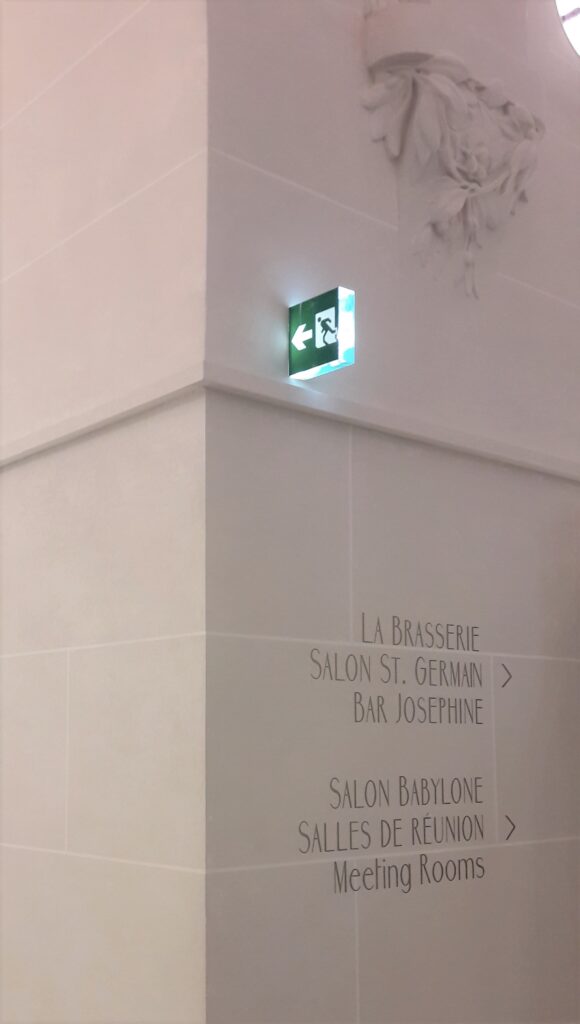 LA BRASSERIE
SALON ST. GERMAIN
BAR JOSEPHINE
SALON BABYLONE
SALLES DE RÉUNION
Meeting Rooms